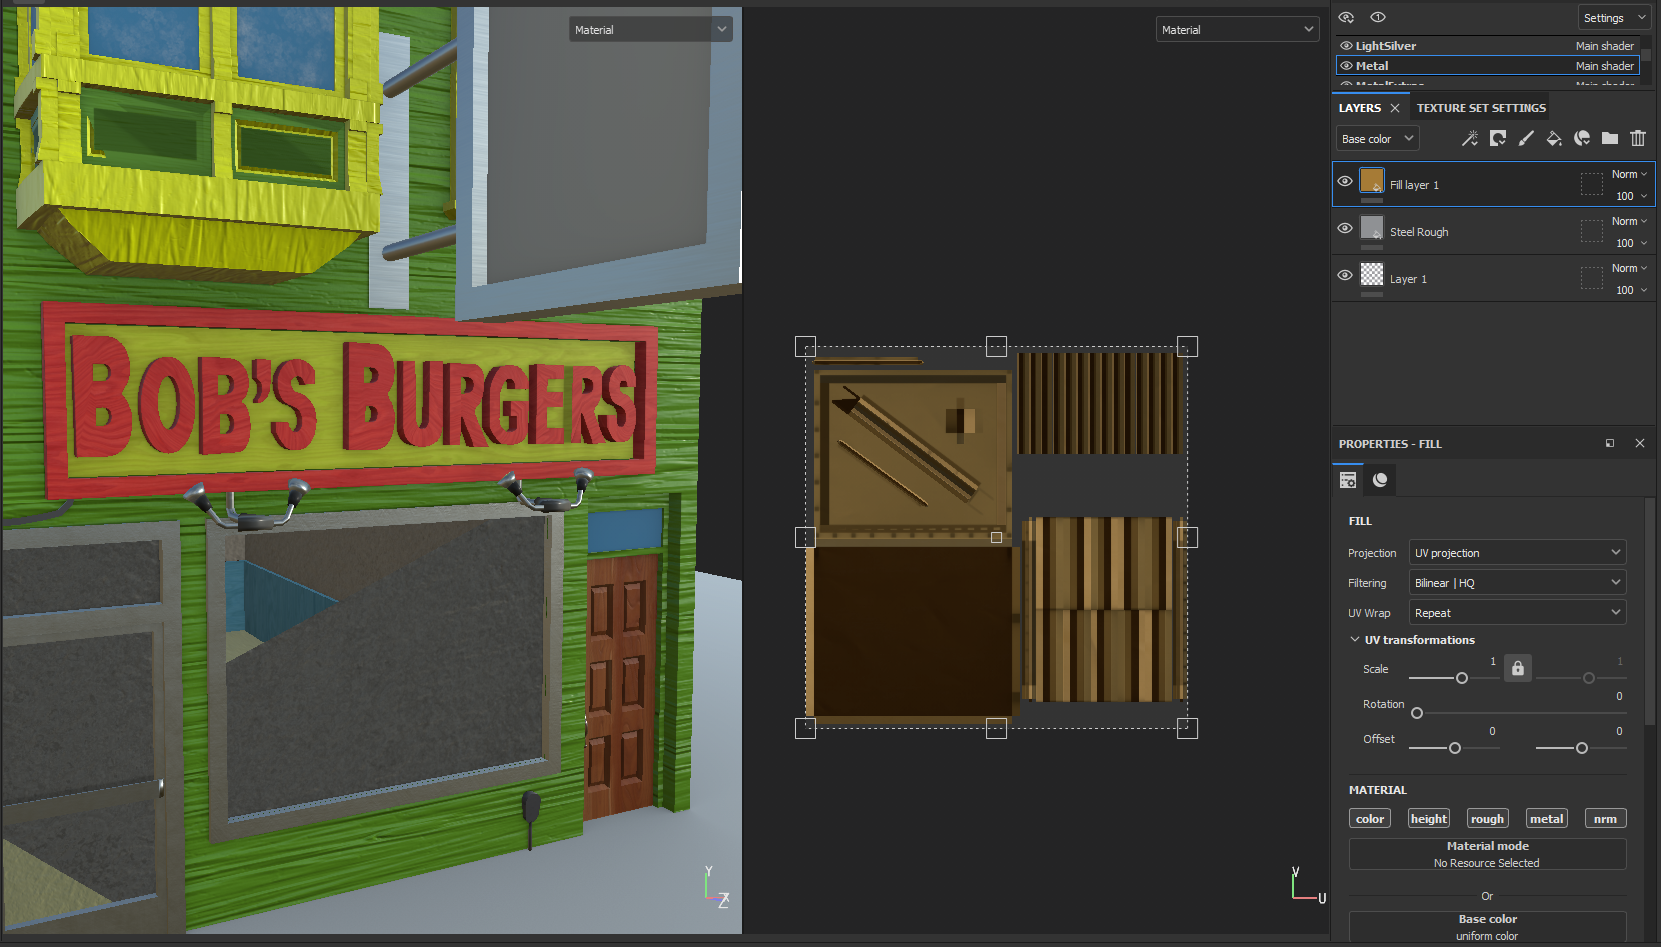 Material
Material
Settings
LightSilver Main shader
Metal Main shader
LAYERS TEXTURE SET SETTINGS
Base color
Norm
Fill layer 1
100
Norm
Steel Rough
100
Norm
Layer 1
100
BOB'S BURGERS
PROPERTIES - FILL
FILL
Projection UV projection
Filtering Bilinear | HQ
UV Wrap Repeat
UV transformations
Scale 1 1
Rotation 0
Offset 0 0
MATERIAL
color height rough metal nrm
Material mode
No Resource Selected
Or
Base color
uniform color
Y
Z
V
U